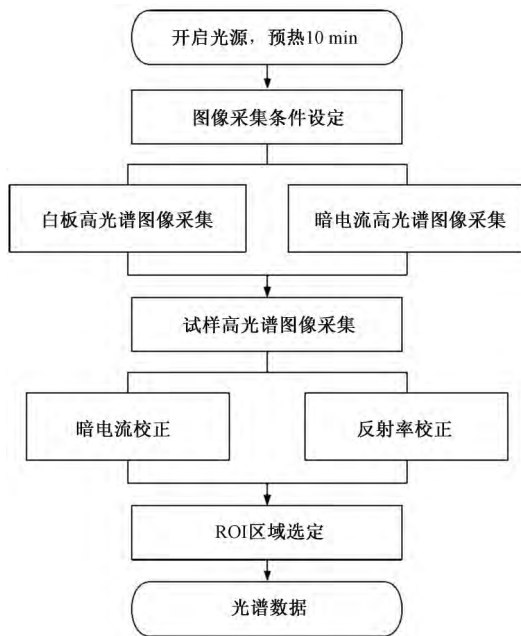 开启光源，预热10 min
图像采集条件设定
白板高光谱图像采集
暗电流高光谱图像采集
试样高光谱图像采集
暗电流校正
反射率校正
ROI区域选定
光谱数据